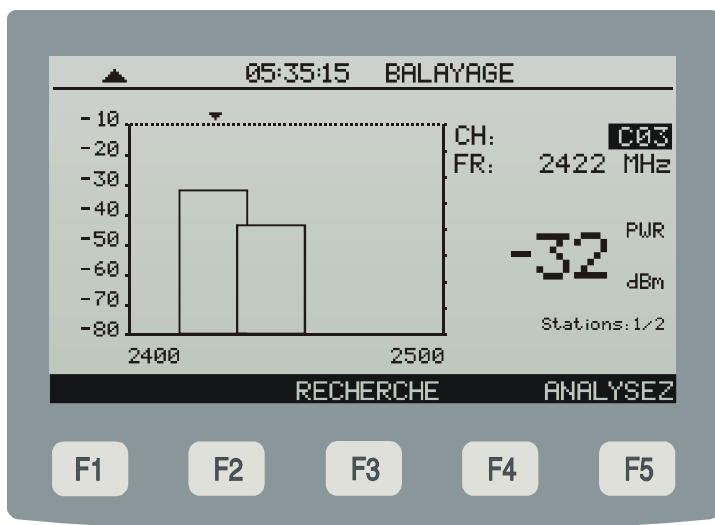 05:35:15 BALAYAGE
-10
-20
-30
-40
-50
-60
-70
-80
2400 2500
CH: C03
FR: 2422 MHz
-32 PWR
dBm
Stations:1/2
RECHERCHE ANALYSEZ
F1 F2 F3 F4 F5